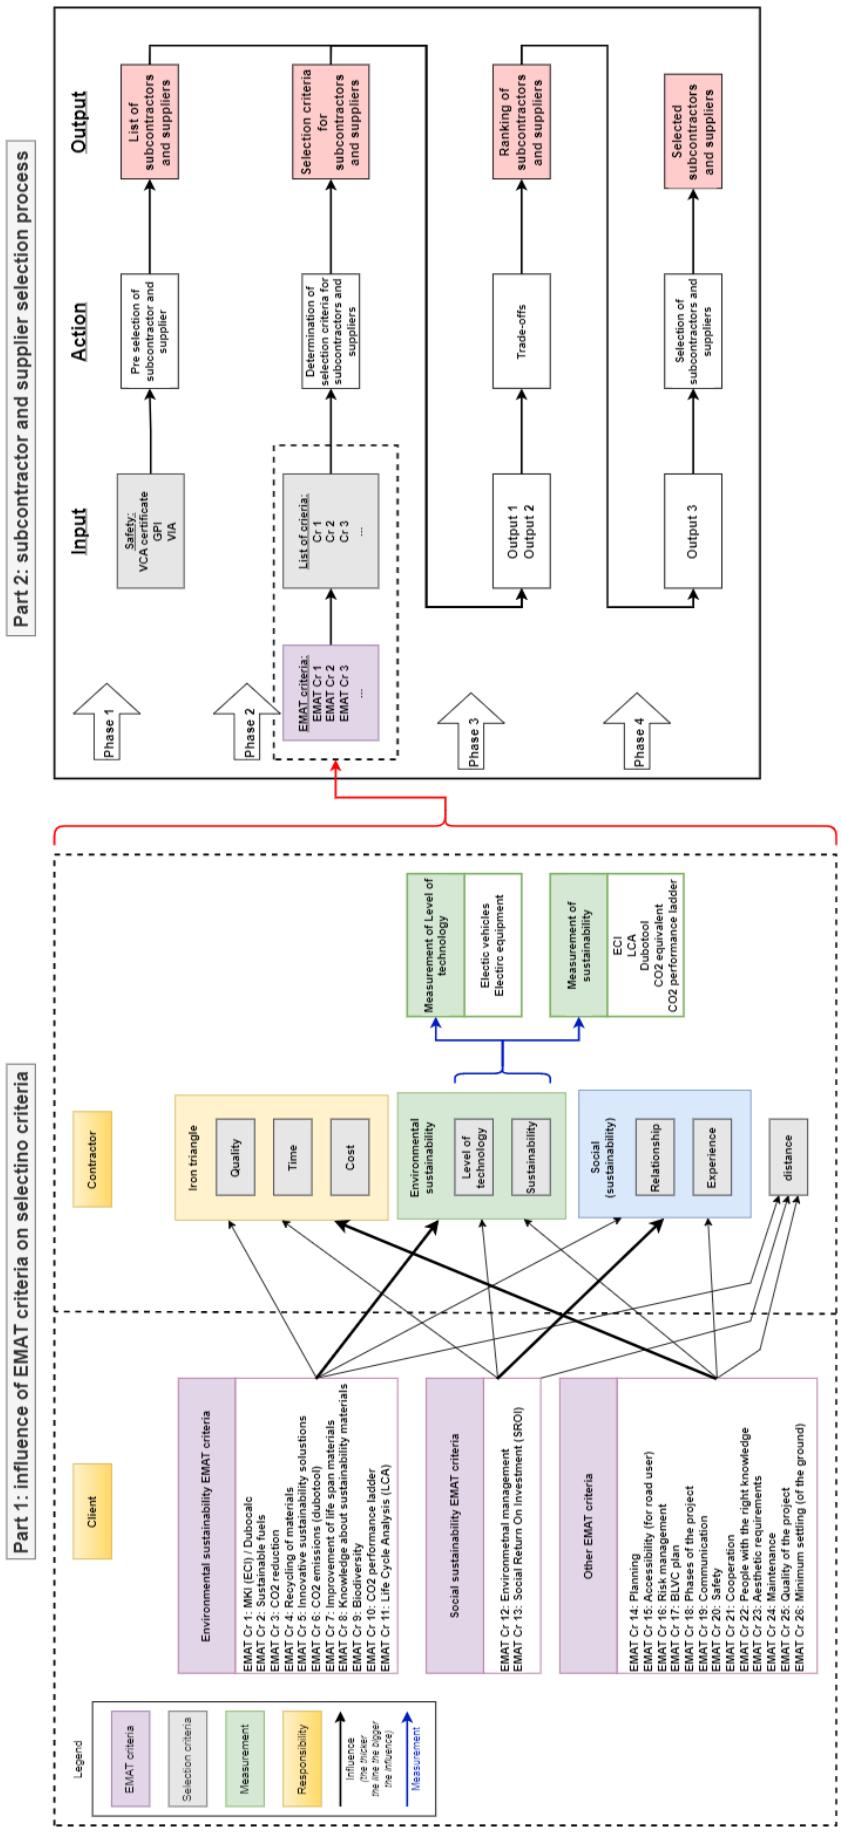 Part 1: influence of EMAT criteria on selectino criteria
Legend
EMAT criteria
Selection criteria
Measurement
Responsibility
Influence
(the thicker
the line the bigger
the influence)
Measurement
Client
Environmental sustainability EMAT criteria
EMAT Cr 1: MKI (ECI) / Dubocalc
EMAT Cr 2: Sustainable fuels
EMAT Cr 3: CO2 reduction
EMAT Cr 4: Recycling of materials
EMAT Cr 5: Innovative sustainability solustions
EMAT Cr 6: CO2 emissions (dubotool)
EMAT Cr 7: Improvement of life span materials
EMAT Cr 8: Knowledge about sustainability materials
EMAT Cr 9: Biodiversity
EMAT Cr 10: CO2 performance ladder
EMAT Cr 11: Life Cycle Analysis (LCA)
Social sustainability EMAT criteria
EMAT Cr 12: Environmetnal management
EMAT Cr 13: Social Return On Investment (SROI)
Other EMAT criteria
EMAT Cr 14: Planning
EMAT Cr 15: Accessibility (for road user)
EMAT Cr 16: Risk management
EMAT Cr 17: BLVC plan
EMAT Cr 18: Phases of the project
EMAT Cr 19: Communication
EMAT Cr 20: Safety
EMAT Cr 21: Cooperation
EMAT Cr 22: People with the right knowledge
EMAT Cr 23: Aesthetic requirements
EMAT Cr 24: Maintenance
EMAT Cr 25: Quality of the project
EMAT Cr 26: Minimum settling (of the ground)
Contractor
Iron triangle
Quality
Time
Cost
Environmental
sustainability
Level of
technology
Sustainability
Social
(sustainability)
Relationship
Experience
distance
Measurement of Level of
technology
Electic vehicles
Electirc equipment
Measurement of
sustainability
ECI
LCA
Dubotool
CO2 equivalent
CO2 performance ladder
Part 2: subcontractor and supplier selection process
Input
Action
Output
Phase 1
Safety:
VCA certificate
GPI
VIA
Pre selection of
subcontractor and
supplier
List of
subcontractors
and suppliers
Phase 2
EMAT criteria:
EMAT Cr 1
EMAT Cr 2
EMAT Cr 3
...
List of crieria:
Cr 1
Cr 2
Cr 3
...
Determination of
selection criteria for
subcontractors and
suppliers
Selection criteria
for
subcontractors
and suppliers
Phase 3
Output 1
Output 2
Trade-offs
Ranking of
subcontractors
and suppliers
Phase 4
Output 3
Selection of
subcontractors and
suppliers
Selected
subcontractors
and suppliers